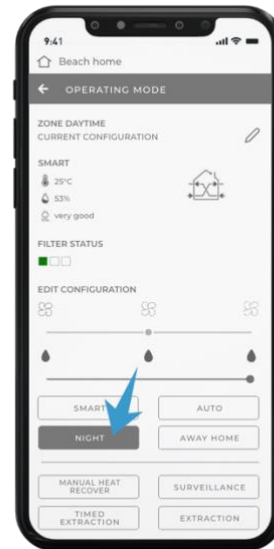 9:41
Beach home
OPERATING MODE
ZONE DAYTIME
CURRENT CONFIGURATION
SMART
25°C
53%
very good
FILTER STATUS
EDIT CONFIGURATION
SMART AUTO
NIGHT AWAY HOME
MANUAL HEAT
RECOVER SURVEILLANCE
TIMED
EXTRACTION EXTRACTION